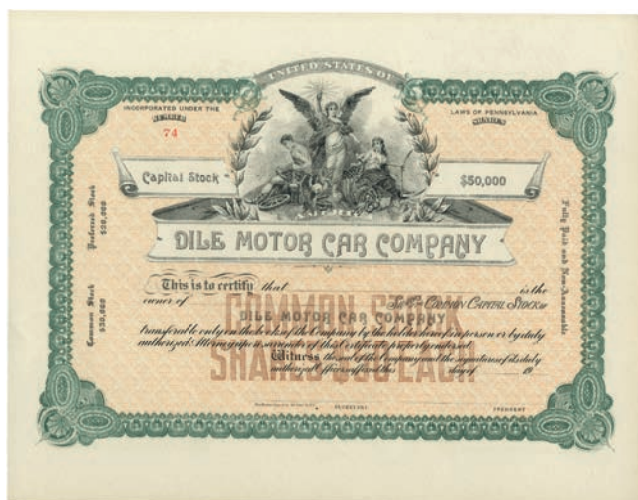 UNITED STATES OF
INCORPORATED UNDER THE
LAWS OF PENNSYLVANIA
NUMBER
SHARES
74
Capital Stock
$50,000
AMERICA
DILE MOTOR CAR COMPANY
Preferred Stock
$20,000
Common Stock
$30,000
Fully Paid and Non-Assessable
This is to certify that
is the
owner of
COMMON CAPITAL STOCK of
COMMON STOCK
DILE MOTOR CAR COMPANY
transferable only on the books of the Company by the holder hereof in person or by duly
authorized Attorney upon surrender of this Certificate properly endorsed.
Witness the seal of the Company and the signatures of its duly
authorized Officers affixed this day of 19
SHARES EACH
SECRETARY
PRESIDENT